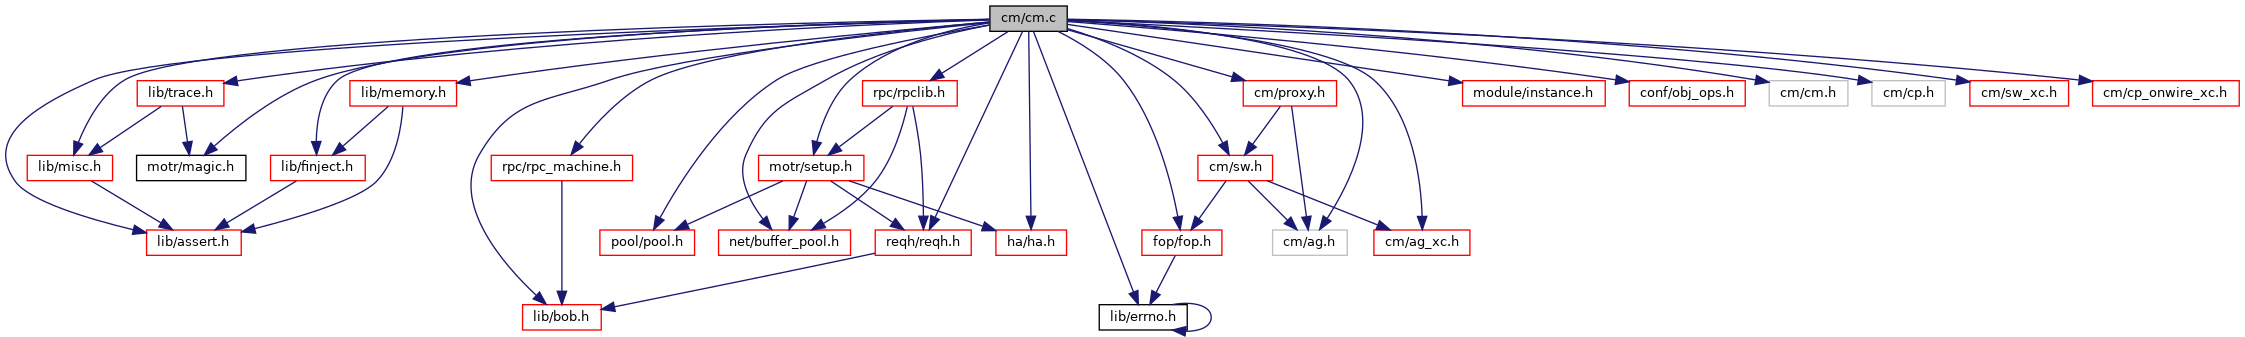 cm/cm.c
lib/trace.h
lib/memory.h
rpc/rpclib.h
cm/proxy.h
module/instance.h
conf/obj_ops.h
cm/cm.h
cm/cp.h
cm/sw_xc.h
cm/cp_onwire_xc.h
lib/misc.h
motr/magic.h
lib/finject.h
rpc/rpc_machine.h
motr/setup.h
cm/sw.h
lib/assert.h
pool/pool.h
net/buffer_pool.h
reqh/reqh.h
ha/ha.h
fop/fop.h
cm/ag.h
cm/ag_xc.h
lib/bob.h
lib/errno.h